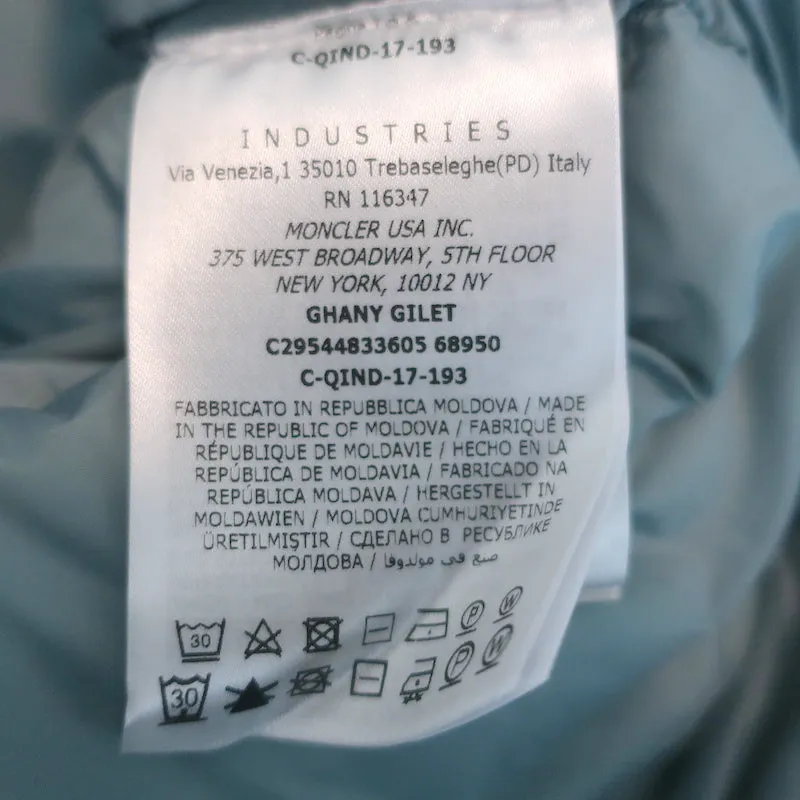 C-QIND-17-193
INDUSTRIES
Via Venezia,1 35010 Trebaseleghe(PD) Italy
RN 116347
MONCLER USA INC.
375 WEST BROADWAY, 5TH FLOOR
NEW YORK, 10012 NY
GHANY GILET
C29544833605 68950
C-QIND-17-193
FABBRICATO IN REPUBBLICA MOLDOVA / MADE
IN THE REPUBLIC OF MOLDOVA / FABRIQUÉ EN
RÉPUBLIQUE DE MOLDAVIE / HECHO EN LA
REPÚBLICA DE MOLDAVIA / FABRICADO NA
REPÚBLICA MOLDAVA / HERGESTELLT IN
MOLDAWIEN / MOLDOVA CUMHURIYETINDE
ÜRETILMIŞTIR / СДЕЛАНО В РЕСУБЛИКЕ
МОЛДОВА / صنع في مولدوفا
30 P W
30 P W